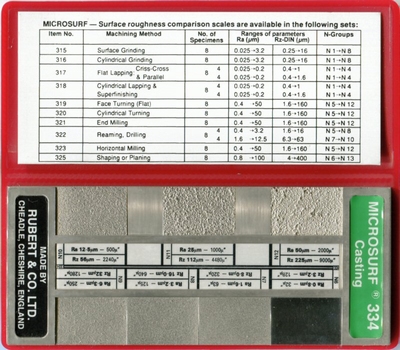 MICROSURF — Surface roughness comparison scales are available in the following sets:
Item No. Machining Method No. of Specimens Ranges of parameters Ra (µm) Rz-DIN (µm) N-Groups
315 Surface Grinding 8 0.025→3.2 0.25→16 N 1→N 8
316 Cylindrical Grinding 8 0.025→3.2 0.25→16 N 1→N 8
317 Flat Lapping: Criss-Cross & Parallel 8 4 0.025→0.2 0.4→1 N 1→N 4
4 0.025→0.2 0.4→1.6 N 1→N 4
318 Cylindrical Lapping & Superfinishing 8 4 0.025→0.2 0.4→1 N 1→N 4
4 0.025→0.2 0.4→1.6 N 1→N 4
319 Face Turning (Flat) 8 0.4 →50 1.6→160 N 5→N 12
320 Cylindrical Turning 8 0.4 →50 1.6→160 N 5→N 12
321 End Milling 8 0.4 →50 1.6→160 N 5→N 12
322 Reaming, Drilling 8 4 0.4 →3.2 1.6→16 N 5→N 8
4 1.6 →12.5 6.3→63 N 7→N 10
323 Horizontal Milling 8 0.4 →50 1.6→160 N 5→N 12
325 Shaping or Planing 8 0.8 →100 4→400 N 6→N 13
MADE BY
RUBERT & CO. LTD.
CHEADLE, CHESHIRE, ENGLAND
Ra 12·5µm — 500µ"
Rz 56µm — 2240µ"
Ra 25µm — 1000µ"
Rz 112µm — 4480µ"
Ra 50µm — 2000µ"
Rz 225µm — 9000µ"
N9
N8
N7
N6
MICROSURF ® 334
Casting